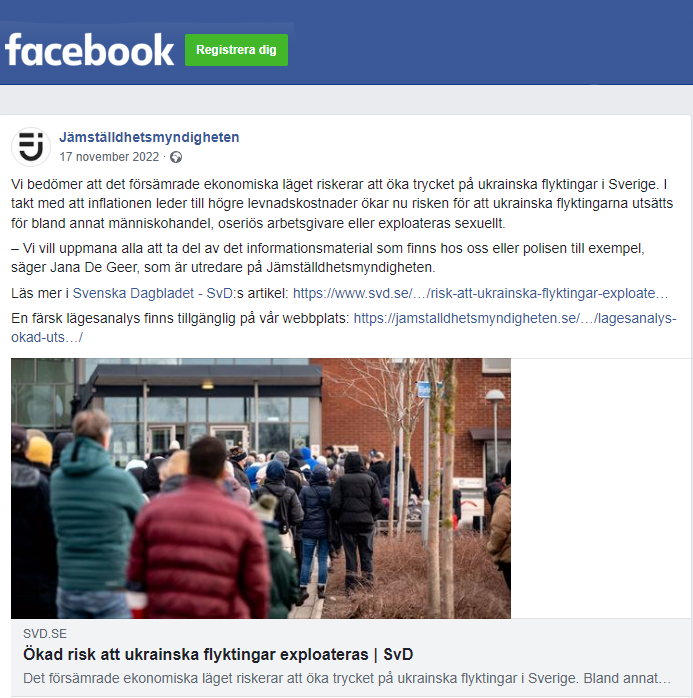 facebook
Registrera dig
Jämställdhetsmyndigheten
17 november 2022 ·
Vi bedömer att det försämrade ekonomiska läget riskerar att öka trycket på ukrainska flyktingar i Sverige. I
takt med att inflationen leder till högre levnadskostnader ökar nu risken för att ukrainska flyktingarna utsätts
för bland annat människohandel, oseriös arbetsgivare eller exploateras sexuellt.
– Vi vill uppmana alla att ta del av det informationsmaterial som finns hos oss eller polisen till exempel,
säger Jana De Geer, som är utredare på Jämställdhetsmyndigheten.
Läs mer i Svenska Dagbladet - SvD:s artikel: https://www.svd.se/…/risk-att-ukrainska-flyktingar-exploate…
En färsk lägesanalys finns tillgänglig på vår webbplats: https://jamstalldhetsmyndigheten.se/…/lagesanalys-
okad-uts…/
SVD.SE
Ökad risk att ukrainska flyktingar exploateras | SvD
Det försämrade ekonomiska läget riskerar att öka trycket på ukrainska flyktingar i Sverige. Bland annat…